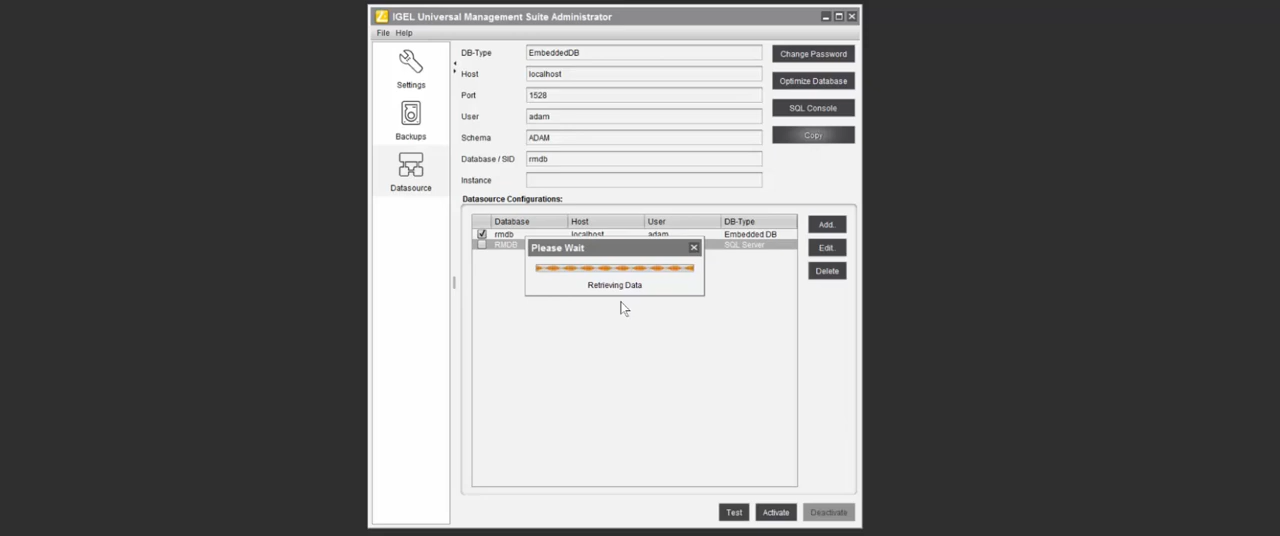 IGEL Universal Management Suite Administrator
File Help
Settings
Backups
Datasource
DB-Type EmbeddedDB
Host localhost
Port 1528
User adam
Schema ADAM
Database / SID rmdb
Instance
Change Password
Optimize Database
SQL Console
Copy
Datasource Configurations:
Database Host User DB-Type
rmdb localhost adam Embedded DB
RMDB SQL Server
Please Wait
Retrieving Data
Add.
Edit.
Delete
Test Activate Deactivate